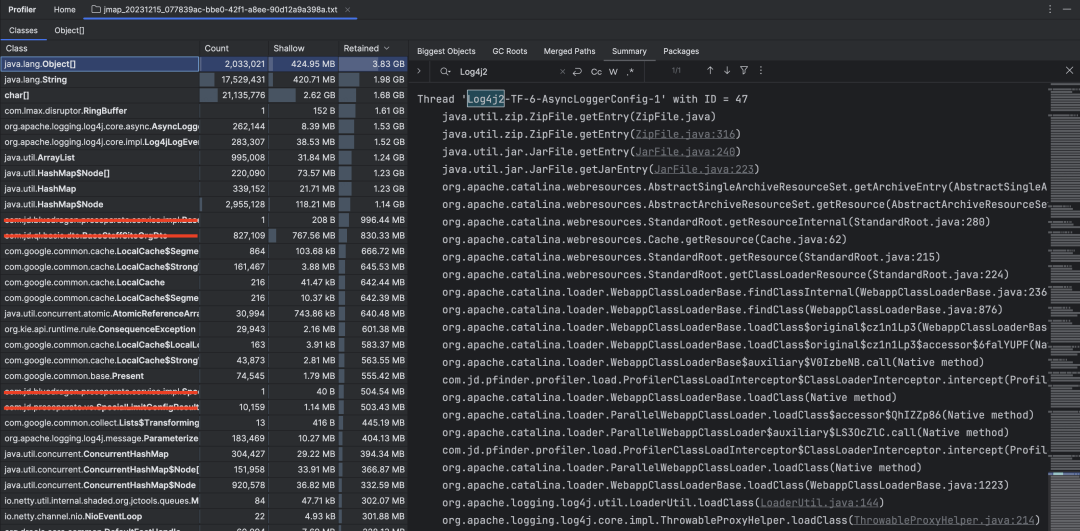 Profiler Home jmap_20231215_077839ac-bbe0-42f1-a8ee-90d12a9a398a.txt
Classes Object[]
Class Count Shallow Retained
java.lang.Object[] 2,033,021 424.95 MB 3.83 GB
java.lang.String 17,529,431 420.71 MB 1.98 GB
char[] 21,135,776 2.62 GB 1.68 GB
com.lmax.disruptor.RingBuffer 1 152 B 1.61 GB
org.apache.logging.log4j.core.async.AsyncLogg 262,144 8.39 MB 1.53 GB
org.apache.logging.log4j.core.impl.Log4jLogEve 283,307 38.53 MB 1.52 GB
java.util.ArrayList 995,008 31.84 MB 1.24 GB
java.util.HashMap$Node[] 220,090 73.57 MB 1.23 GB
java.util.HashMap 339,152 21.71 MB 1.23 GB
java.util.HashMap$Node 2,955,128 118.21 MB 1.14 GB
1 208 B 996.44 MB
827,109 767.56 MB 830.33 MB
com.google.common.cache.LocalCache$Segme 864 103.68 kB 666.72 MB
com.google.common.cache.LocalCache$Strong 161,467 3.88 MB 645.53 MB
com.google.common.cache.LocalCache 216 41.47 kB 642.44 MB
com.google.common.cache.LocalCache$Segme 216 10.37 kB 642.39 MB
java.util.concurrent.atomic.AtomicReferenceArra 30,994 743.86 kB 640.48 MB
org.kie.api.runtime.rule.ConsequenceException 29,943 2.16 MB 601.38 MB
com.google.common.cache.LocalCache$LocalL 163 3.91 kB 583.37 MB
com.google.common.cache.LocalCache$Strong 43,873 2.81 MB 563.55 MB
com.google.common.base.Present 74,545 1.79 MB 555.42 MB
1 40 B 504.54 MB
10,159 1.14 MB 503.43 MB
com.google.common.collect.Lists$Transforming 13 416 B 445.19 MB
org.apache.logging.log4j.message.Parameterize 183,469 10.27 MB 404.13 MB
java.util.concurrent.ConcurrentHashMap 304,427 29.22 MB 394.34 MB
java.util.concurrent.ConcurrentHashMap$Node[ 151,958 33.91 MB 366.87 MB
java.util.concurrent.ConcurrentHashMap$Node 920,578 36.82 MB 332.59 MB
io.netty.util.internal.shaded.org.jctools.queues.M 84 47.71 kB 302.07 MB
io.netty.channel.nio.NioEventLoop 22 4.93 kB 301.88 MB
Biggest Objects GC Roots Merged Paths Summary Packages
Log4j2 Cc W .* 1/1
Thread 'Log4j2-TF-6-AsyncLoggerConfig-1' with ID = 47
java.util.zip.ZipFile.getEntry(ZipFile.java)
java.util.zip.ZipFile.getEntry(ZipFile.java:316)
java.util.jar.JarFile.getEntry(JarFile.java:240)
java.util.jar.JarFile.getJarEntry(JarFile.java:223)
org.apache.catalina.webresources.AbstractSingleArchiveResourceSet.getArchiveEntry(AbstractSingleA
org.apache.catalina.webresources.AbstractArchiveResourceSet.getResource(AbstractArchiveResourceSe
org.apache.catalina.webresources.StandardRoot.getResourceInternal(StandardRoot.java:280)
org.apache.catalina.webresources.Cache.getResource(Cache.java:62)
org.apache.catalina.webresources.StandardRoot.getResource(StandardRoot.java:215)
org.apache.catalina.webresources.StandardRoot.getClassLoaderResource(StandardRoot.java:224)
org.apache.catalina.loader.WebappClassLoaderBase.findClassInternal(WebappClassLoaderBase.java:236
org.apache.catalina.loader.WebappClassLoaderBase.findClass(WebappClassLoaderBase.java:876)
org.apache.catalina.loader.WebappClassLoaderBase.loadClass$original$cz1n1Lp3(WebappClassLoaderBas
org.apache.catalina.loader.WebappClassLoaderBase.loadClass$original$cz1n1Lp3$accessor$6falYUPF(Na
org.apache.catalina.loader.WebappClassLoaderBase$auxiliary$V0IzbeNB.call(Native method)
com.jd.pfinder.profiler.load.ProfilerClassLoadInterceptor$ClassLoaderInterceptor.intercept(Profil
org.apache.catalina.loader.WebappClassLoaderBase.loadClass(Native method)
org.apache.catalina.loader.ParallelWebappClassLoader.loadClass$accessor$QhIZZp86(Native method)
org.apache.catalina.loader.ParallelWebappClassLoader$auxiliary$LS3OcZlC.call(Native method)
com.jd.pfinder.profiler.load.ProfilerClassLoadInterceptor$ClassLoaderInterceptor.intercept(Profil
org.apache.catalina.loader.ParallelWebappClassLoader.loadClass(Native method)
org.apache.catalina.loader.WebappClassLoaderBase.loadClass(WebappClassLoaderBase.java:1223)
org.apache.logging.log4j.util.LoaderUtil.loadClass(LoaderUtil.java:144)
org.apache.logging.log4j.core.impl.ThrowableProxyHelper.loadClass(ThrowableProxyHelper.java:214)